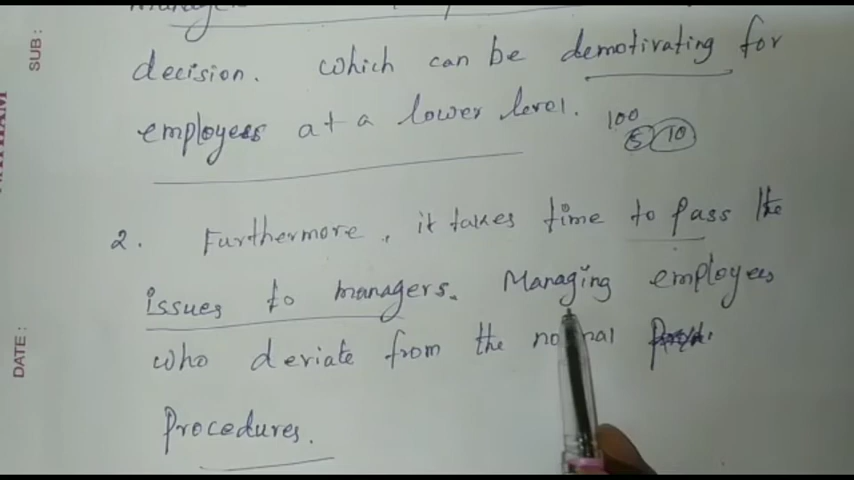 SUB :
decision. Which can be demotivating for
employees at a lower level.
100
5 10
2. Furthermore, it takes time to pass the
issues to managers. Managing employees
who deviate from the normal
procedures.
DATE :